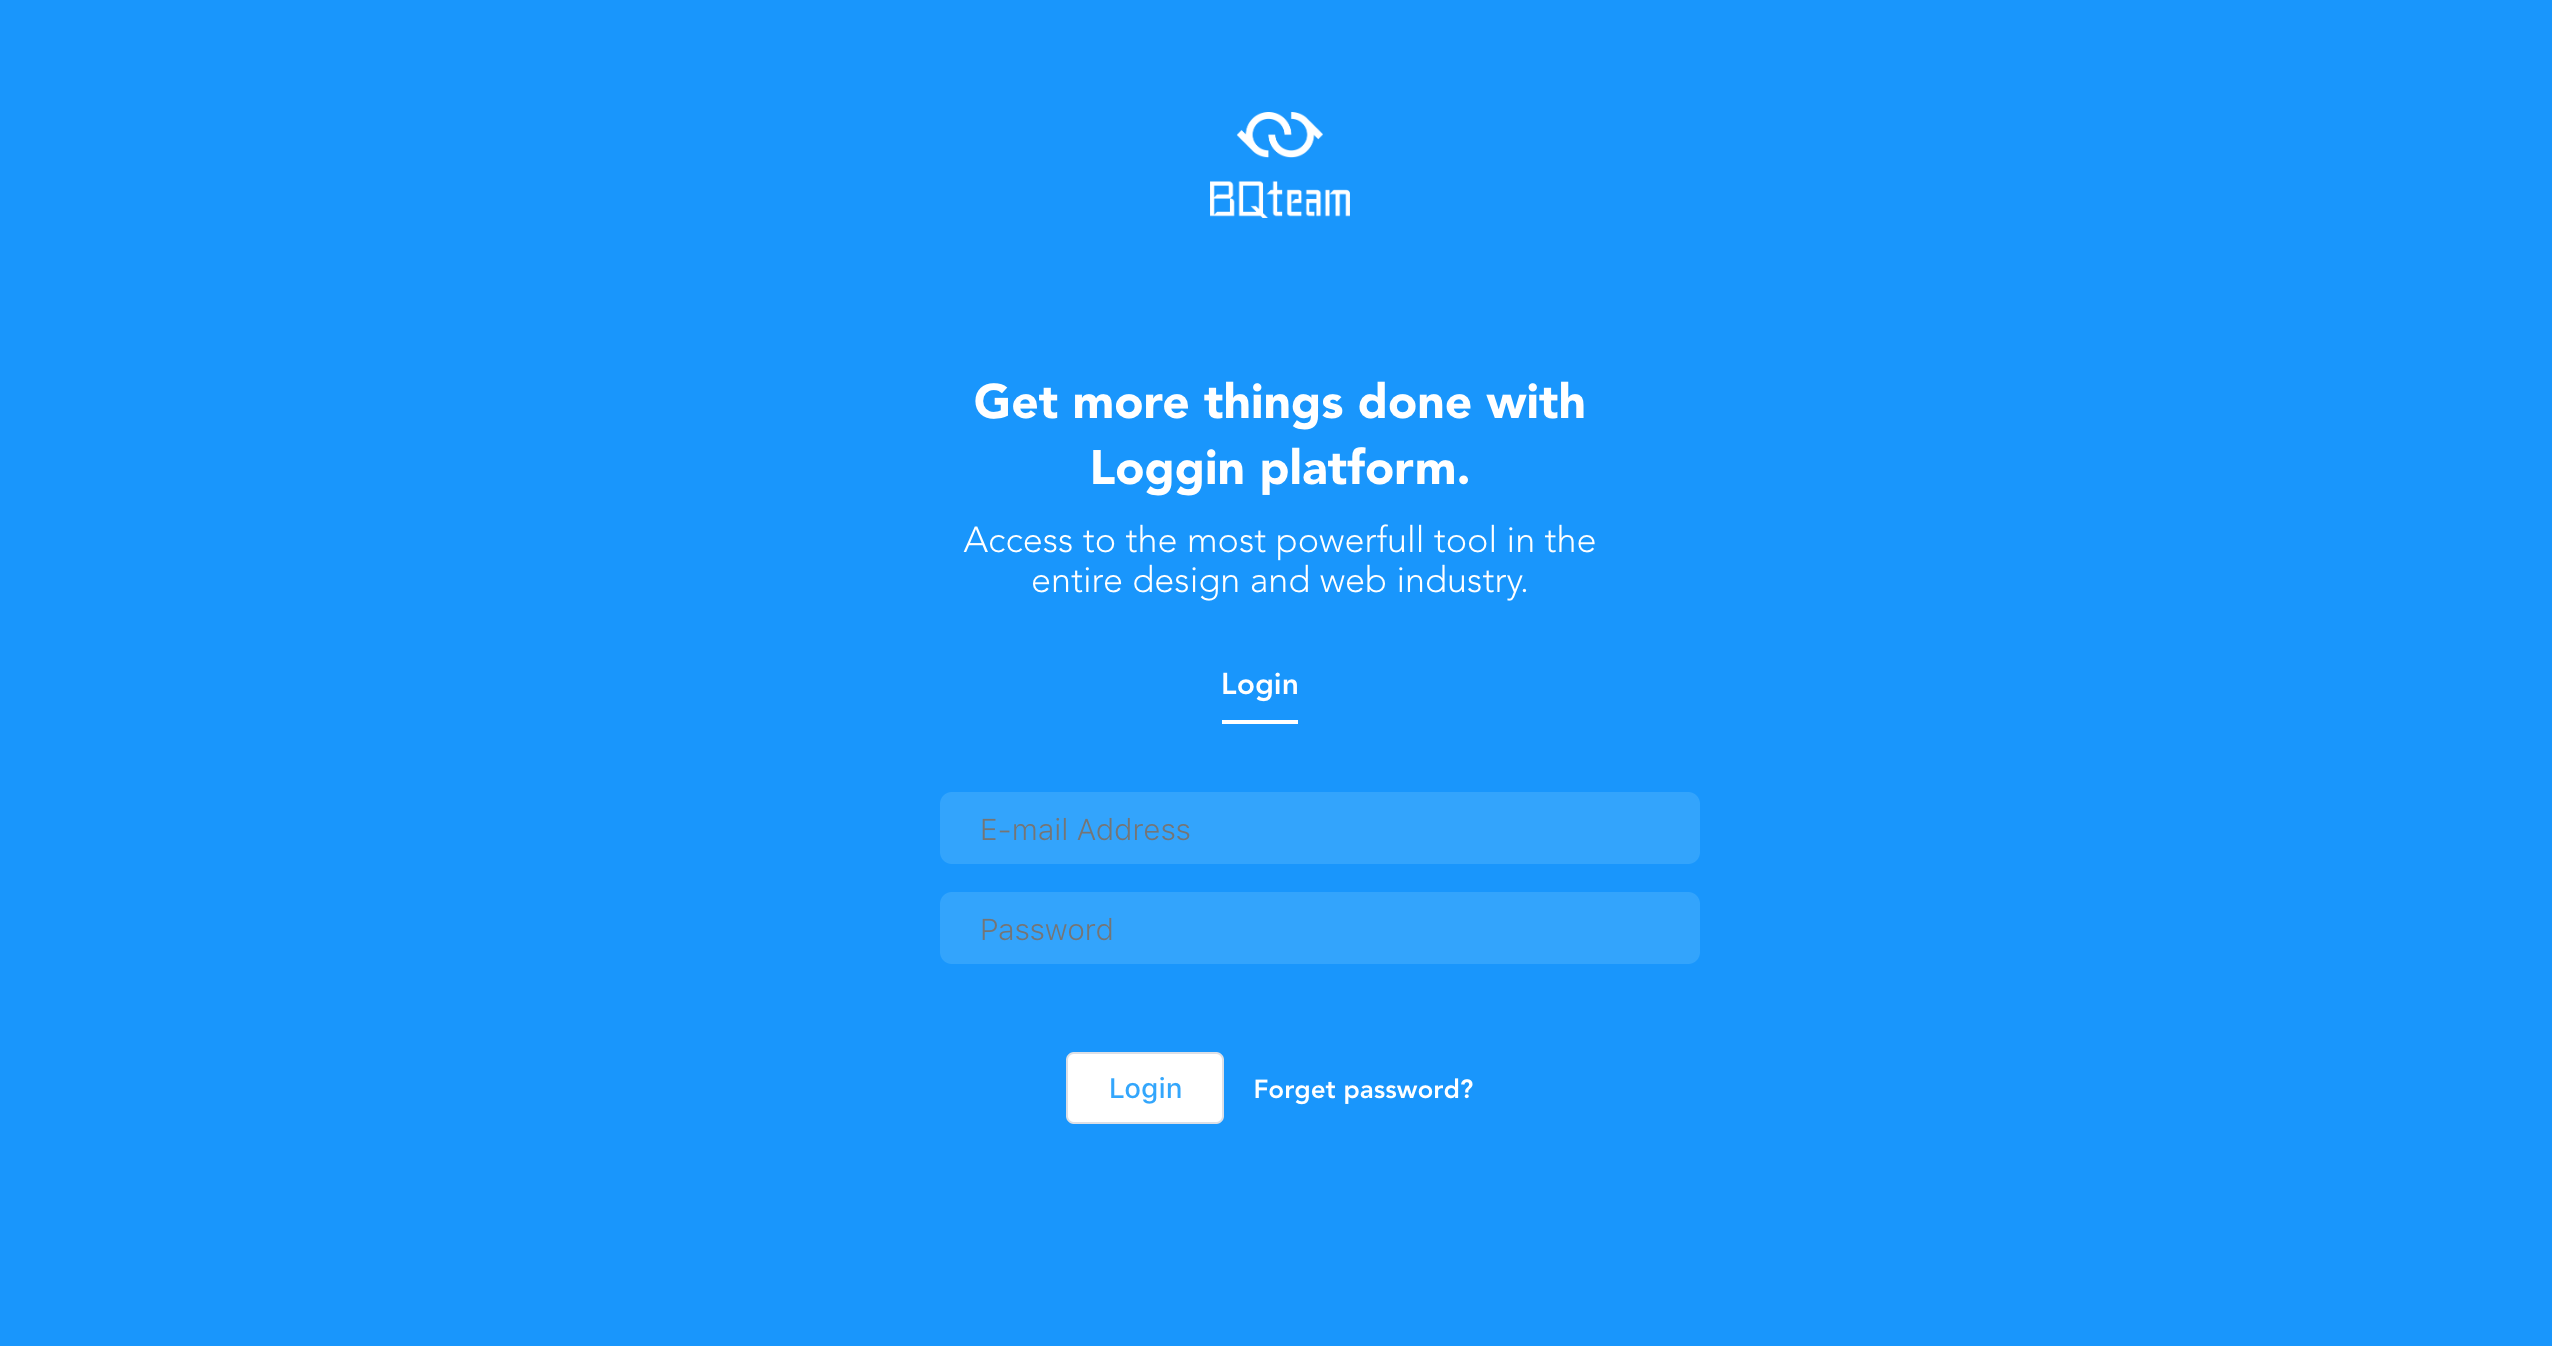 BQteam
Get more things done with
Loggin platform.
Access to the most powerfull tool in the
entire design and web industry.
Login
E-mail Address
Password
Login Forget password?